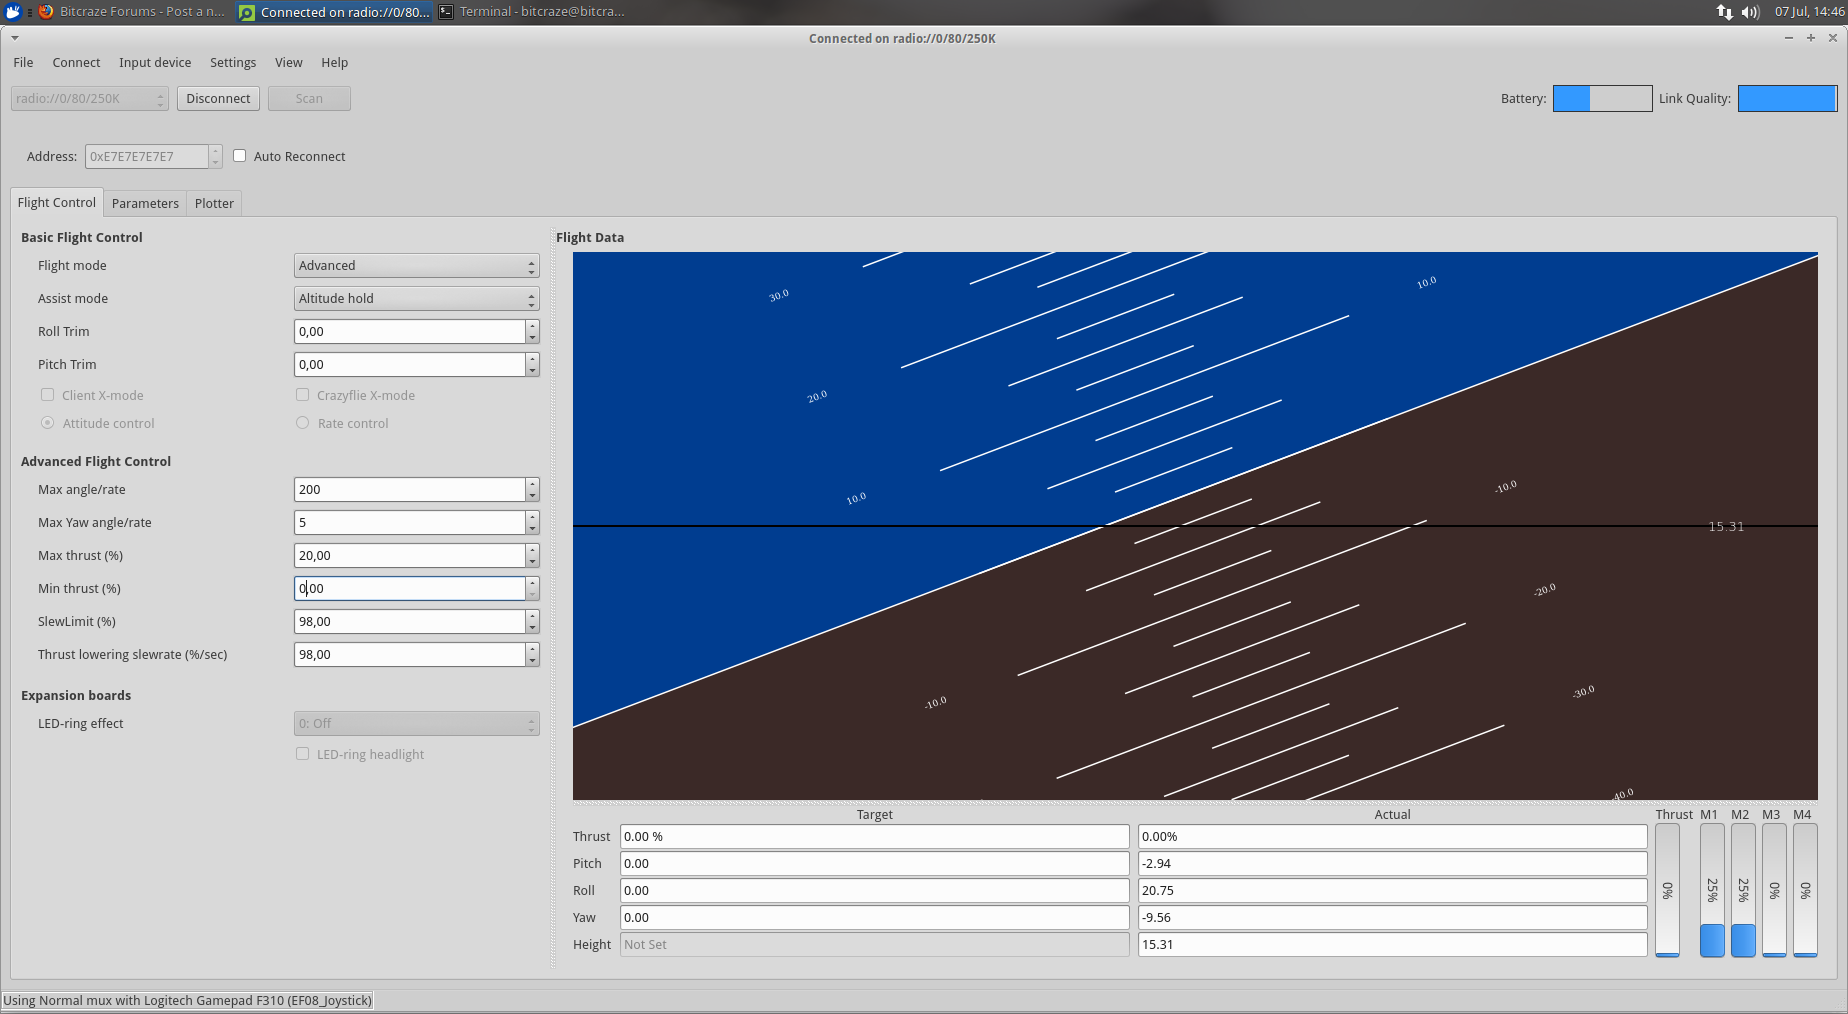 Bitcraze Forums - Post a n... Connected on radio://0/80... Terminal - bitcraze@bitcra... 07 Jul, 14:46
Connected on radio://0/80/250K
File Connect Input device Settings View Help
radio://0/80/250K Disconnect Scan Battery: Link Quality:
Address: 0xE7E7E7E7E7 Auto Reconnect
Flight Control Parameters Plotter
Basic Flight Control
Flight mode Advanced
Assist mode Altitude hold
Roll Trim 0,00
Pitch Trim 0,00
Client X-mode Crazyflie X-mode
Attitude control Rate control
Advanced Flight Control
Max angle/rate 200
Max Yaw angle/rate 5
Max thrust (%) 20,00
Min thrust (%) 0,00
SlewLimit (%) 98,00
Thrust lowering slewrate (%/sec) 98,00
Expansion boards
LED-ring effect 0: Off
LED-ring headlight
Flight Data
30.0 10.0
20.0
10.0 -10.0
15.31
-20.0
-10.0 -30.0
-40.0
Target Actual Thrust M1 M2 M3 M4
Thrust 0.00 % 0.00%
Pitch 0.00 -2.94
Roll 0.00 20.75
Yaw 0.00 -9.56
Height Not Set 15.31
0% 25% 25% 0% 0%
Using Normal mux with Logitech Gamepad F310 (EF08_Joystick)